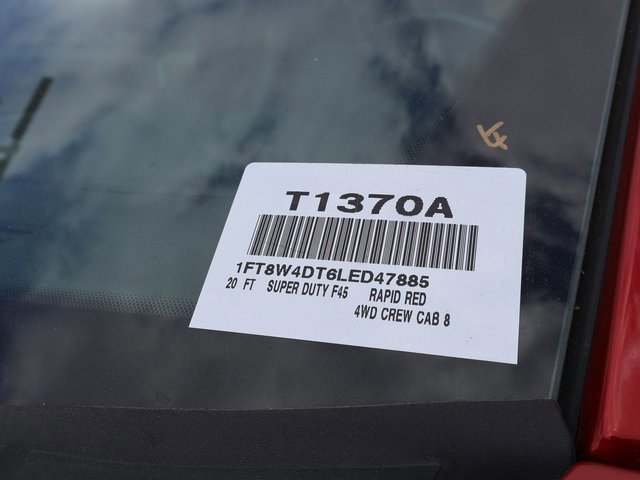 T1370A
1FT8W4DT6LED47885
20 FT SUPER DUTY F45 RAPID RED
4WD CREW CAB 8